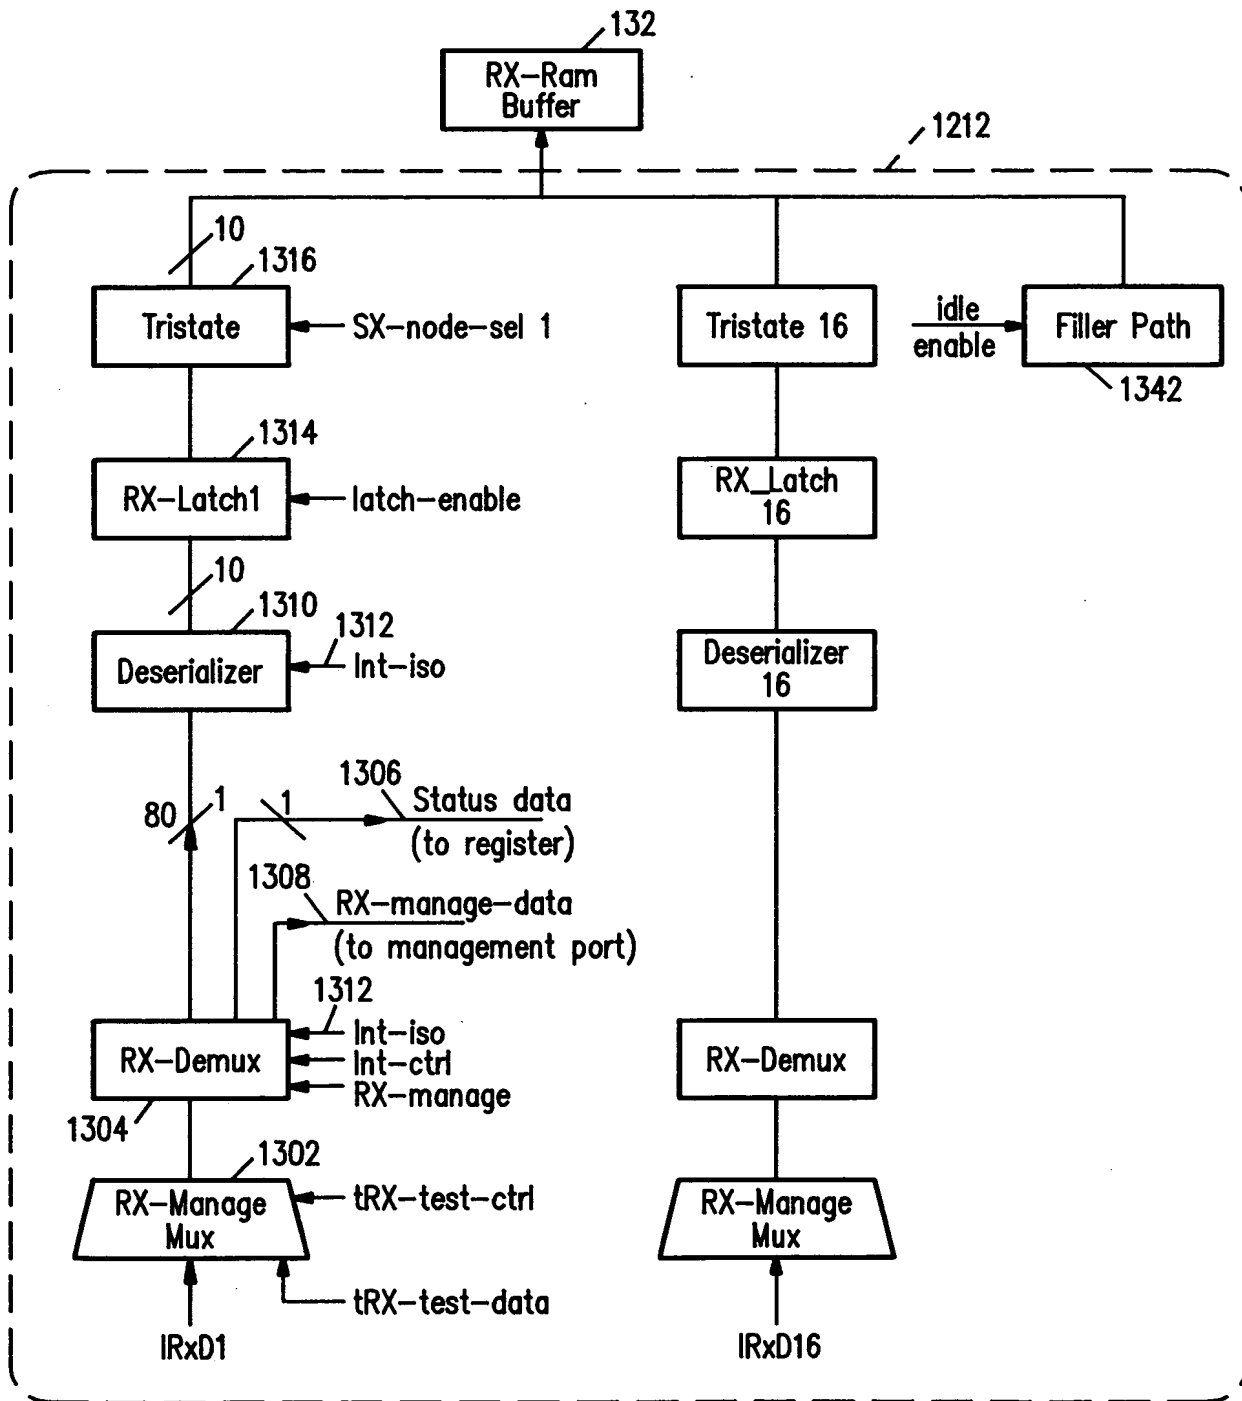 132
RX-Ram
Buffer
1212
10
1316
Tristate
SX-node-sel 1
Tristate 16
idle
enable
Filler Path
1342
1314
RX-Latch1
latch-enable
RX_Latch
16
10
1310
1312
Deserializer
Int-iso
Deserializer
16
1306
80
1
1
Status data
(to register)
1308
RX-manage-data
(to management port)
1312
RX-Demux
Int-iso
Int-ctrl
RX-manage
RX-Demux
1304
1302
RX-Manage
Mux
tRX-test-ctrl
RX-Manage
Mux
tRX-test-data
IRxD1
IRxD16